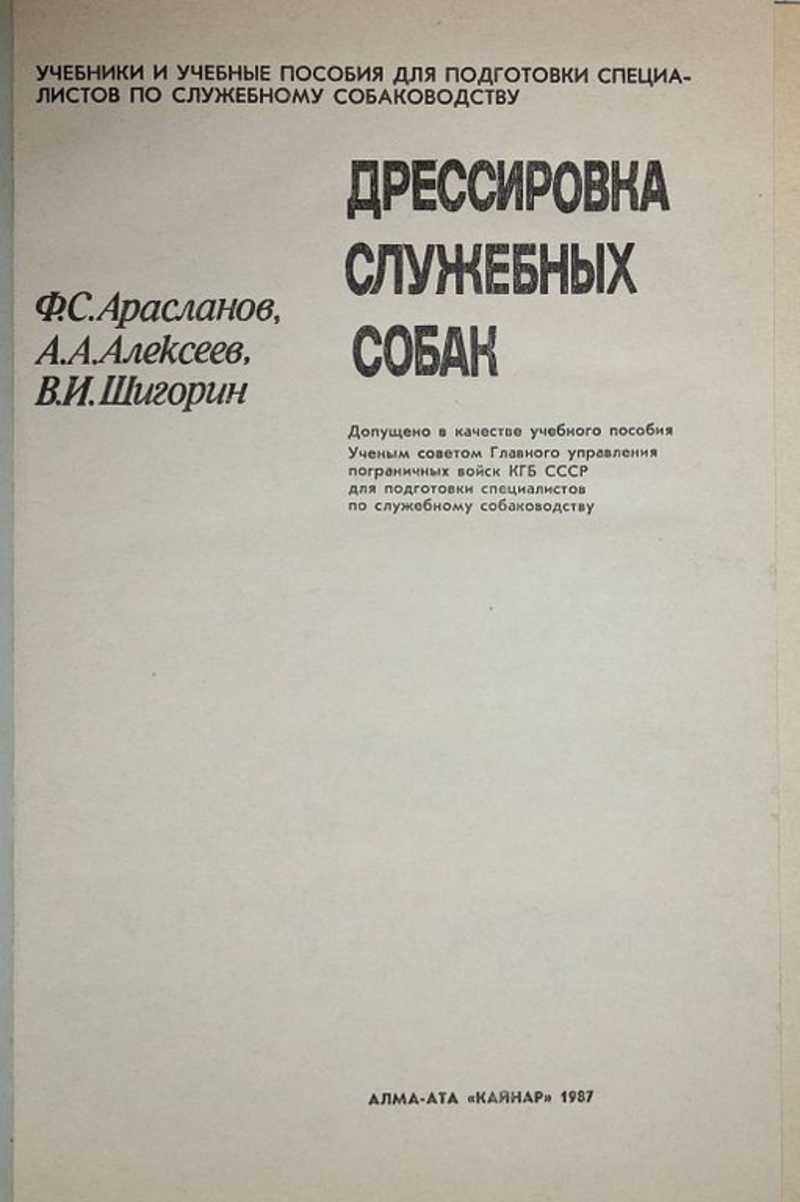 УЧЕБНИКИ И УЧЕБНЫЕ ПОСОБИЯ ДЛЯ ПОДГОТОВКИ СПЕЦИА-
ЛИСТОВ ПО СЛУЖЕБНОМУ СОБАКОВОДСТВУ
Ф.С.Арасланов,
А.А.Алексеев,
В.И.Шигорин
ДРЕССИРОВКА
СЛУЖЕБНЫХ
СОБАК
Допущено в качестве учебного пособия
Ученым советом Главного управления
пограничных войск КГБ СССР
для подготовки специалистов
по служебному собаководству
АЛМА-АТА «КАЙНАР» 1987